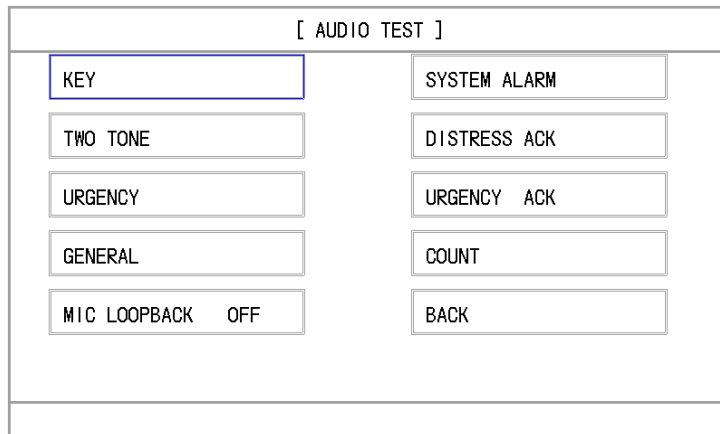 [ AUDIO TEST ]
KEY
SYSTEM ALARM
TWO TONE
DISTRESS ACK
URGENCY
URGENCY ACK
GENERAL
COUNT
MIC LOOPBACK OFF
BACK